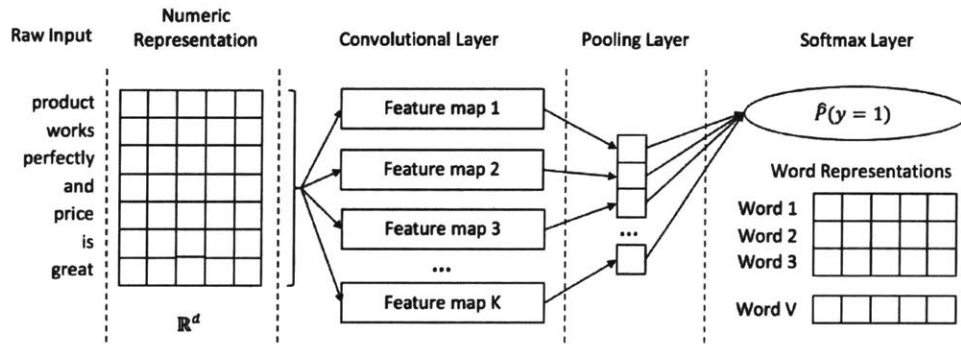 Raw Input
Numeric
Representation
Convolutional Layer
Pooling Layer
Softmax Layer
product
works
perfectly
and
price
is
great
ℝᵈ
Feature map 1
Feature map 2
Feature map 3
...
Feature map K
...
P̂(y = 1)
Word Representations
Word 1
Word 2
Word 3
Word V